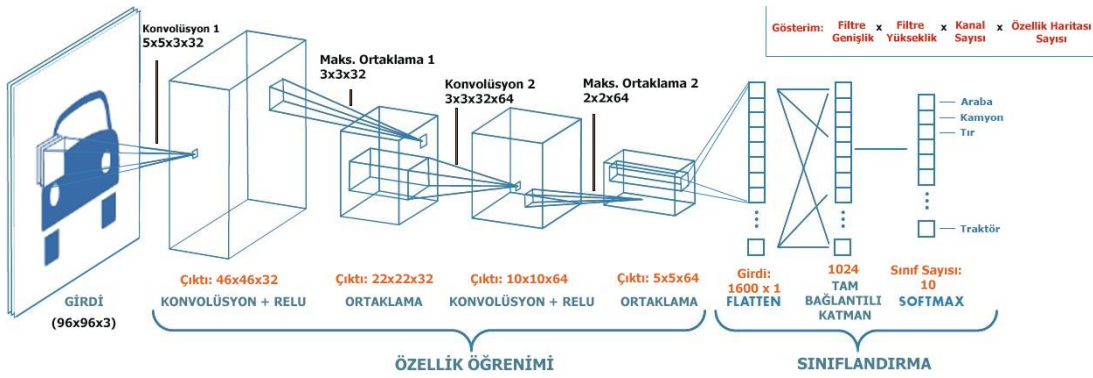 Konvolüsyon 1
5x5x3x32
Maks. Ortaklama 1
3x3x32
Konvolüsyon 2
3x3x32x64
Maks. Ortaklama 2
2x2x64
Gösterim: Filtre Genişlik x Filtre Yükseklik x Kanal Sayısı x Özellik Haritası Sayısı
Araba
Kamyon
Tır
Traktör
GİRDİ
(96x96x3)
Çıktı: 46x46x32
KONVOLÜSYON + RELU
Çıktı: 22x22x32
ORTAKLAMA
Çıktı: 10x10x64
KONVOLÜSYON + RELU
Çıktı: 5x5x64
ORTAKLAMA
Girdi:
1600 x 1
FLATTEN
1024
TAM
BAĞLANTILI
KATMAN
Sınıf Sayısı:
10
SOFTMAX
ÖZELLİK ÖĞRENİMİ
SINIFLANDIRMA